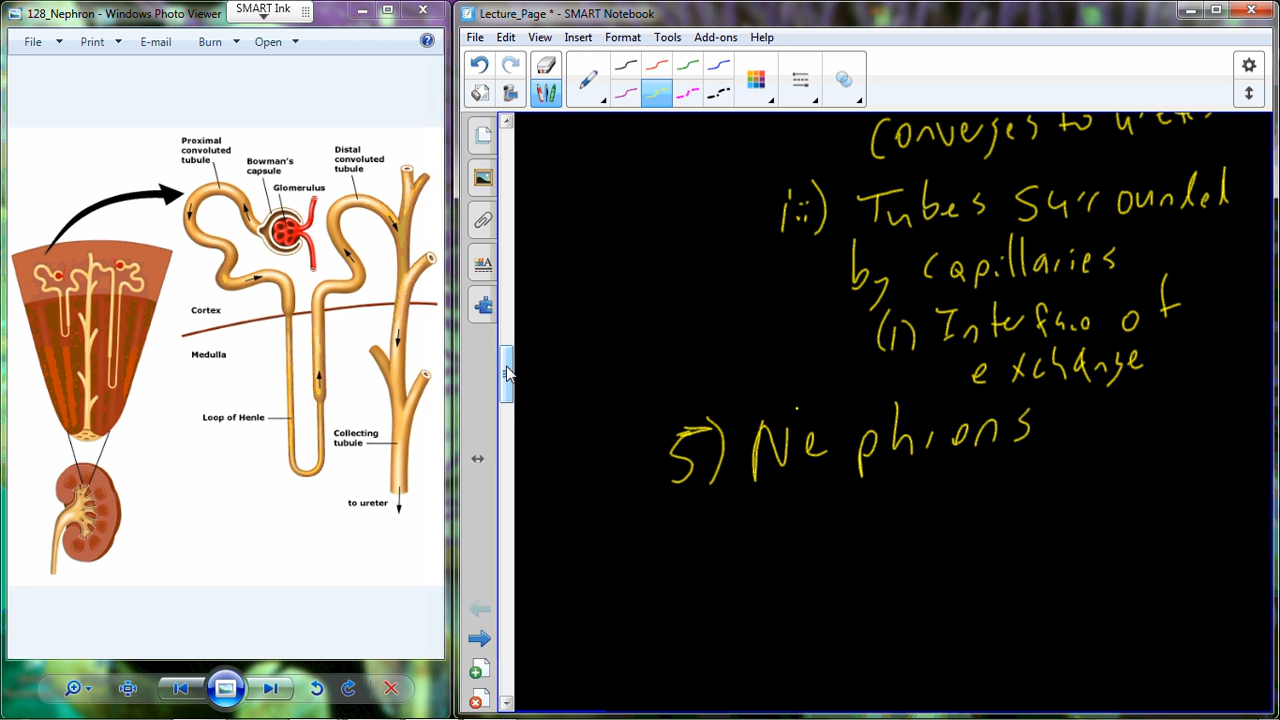 128_Nephron - Windows Photo Viewer
SMART Ink
File Print E-mail Burn Open
Proximal
convoluted
tubule
Bowman's
capsule
Glomerulus
Distal
convoluted
tubule
Cortex
Medulla
Loop of Henle
Collecting
tubule
to ureter
Lecture_Page * - SMART Notebook
File Edit View Insert Format Tools Add-ons Help
Converges to
Tubes Surrounded
by capillaries
(1) of
exchange
5) Nephrons